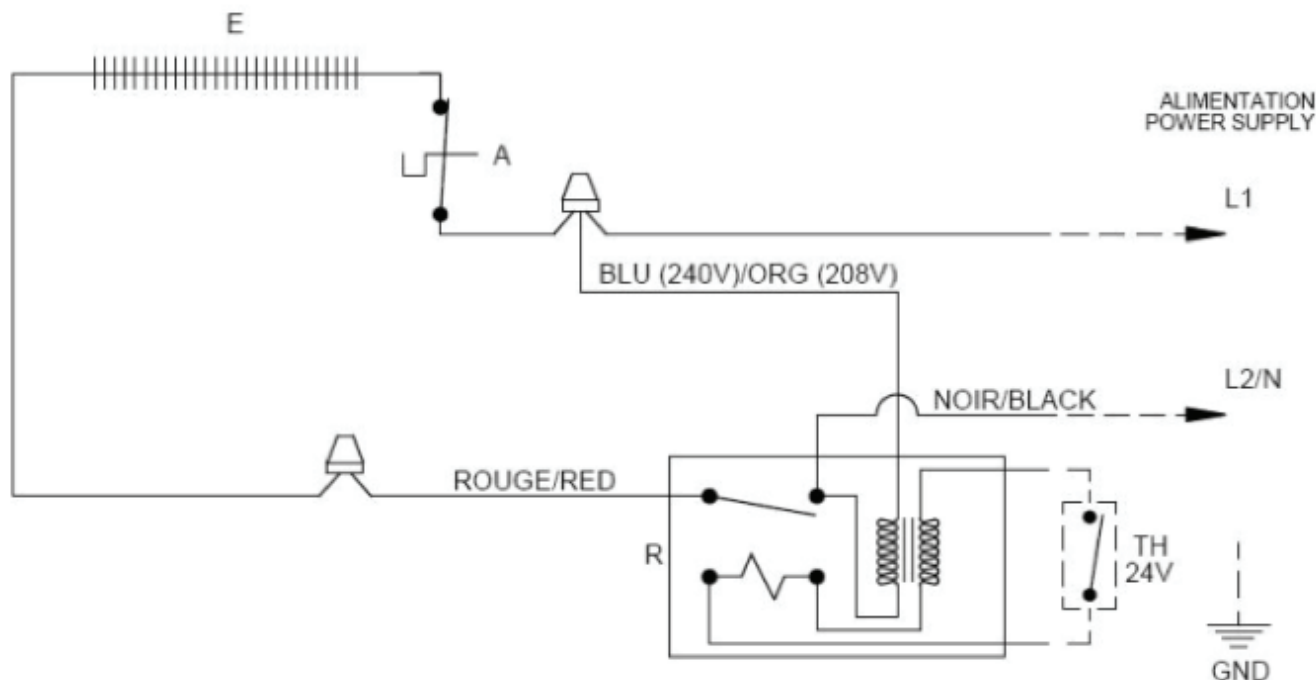 E
ALIMENTATION
POWER SUPPLY
A
L1
BLU (240V)/ORG (208V)
L2/N
NOIR/BLACK
ROUGE/RED
R
TH
24V
GND